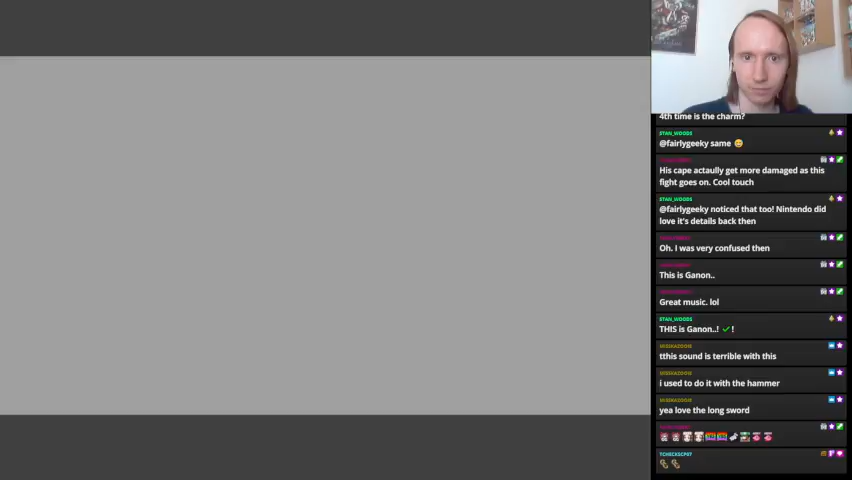 4th time is the charm?
STAN_WOODS
@fairlygeeky same
His cape actaully get more damaged as this
fight goes on. Cool touch
STAN_WOODS
@fairlygeeky noticed that too! Nintendo did
love it's details back then
Oh. I was very confused then
This is Ganon..
Great music. lol
STAN_WOODS
THIS is Ganon..! !
tthis sound is terrible with this
i used to do it with the hammer
yea love the long sword